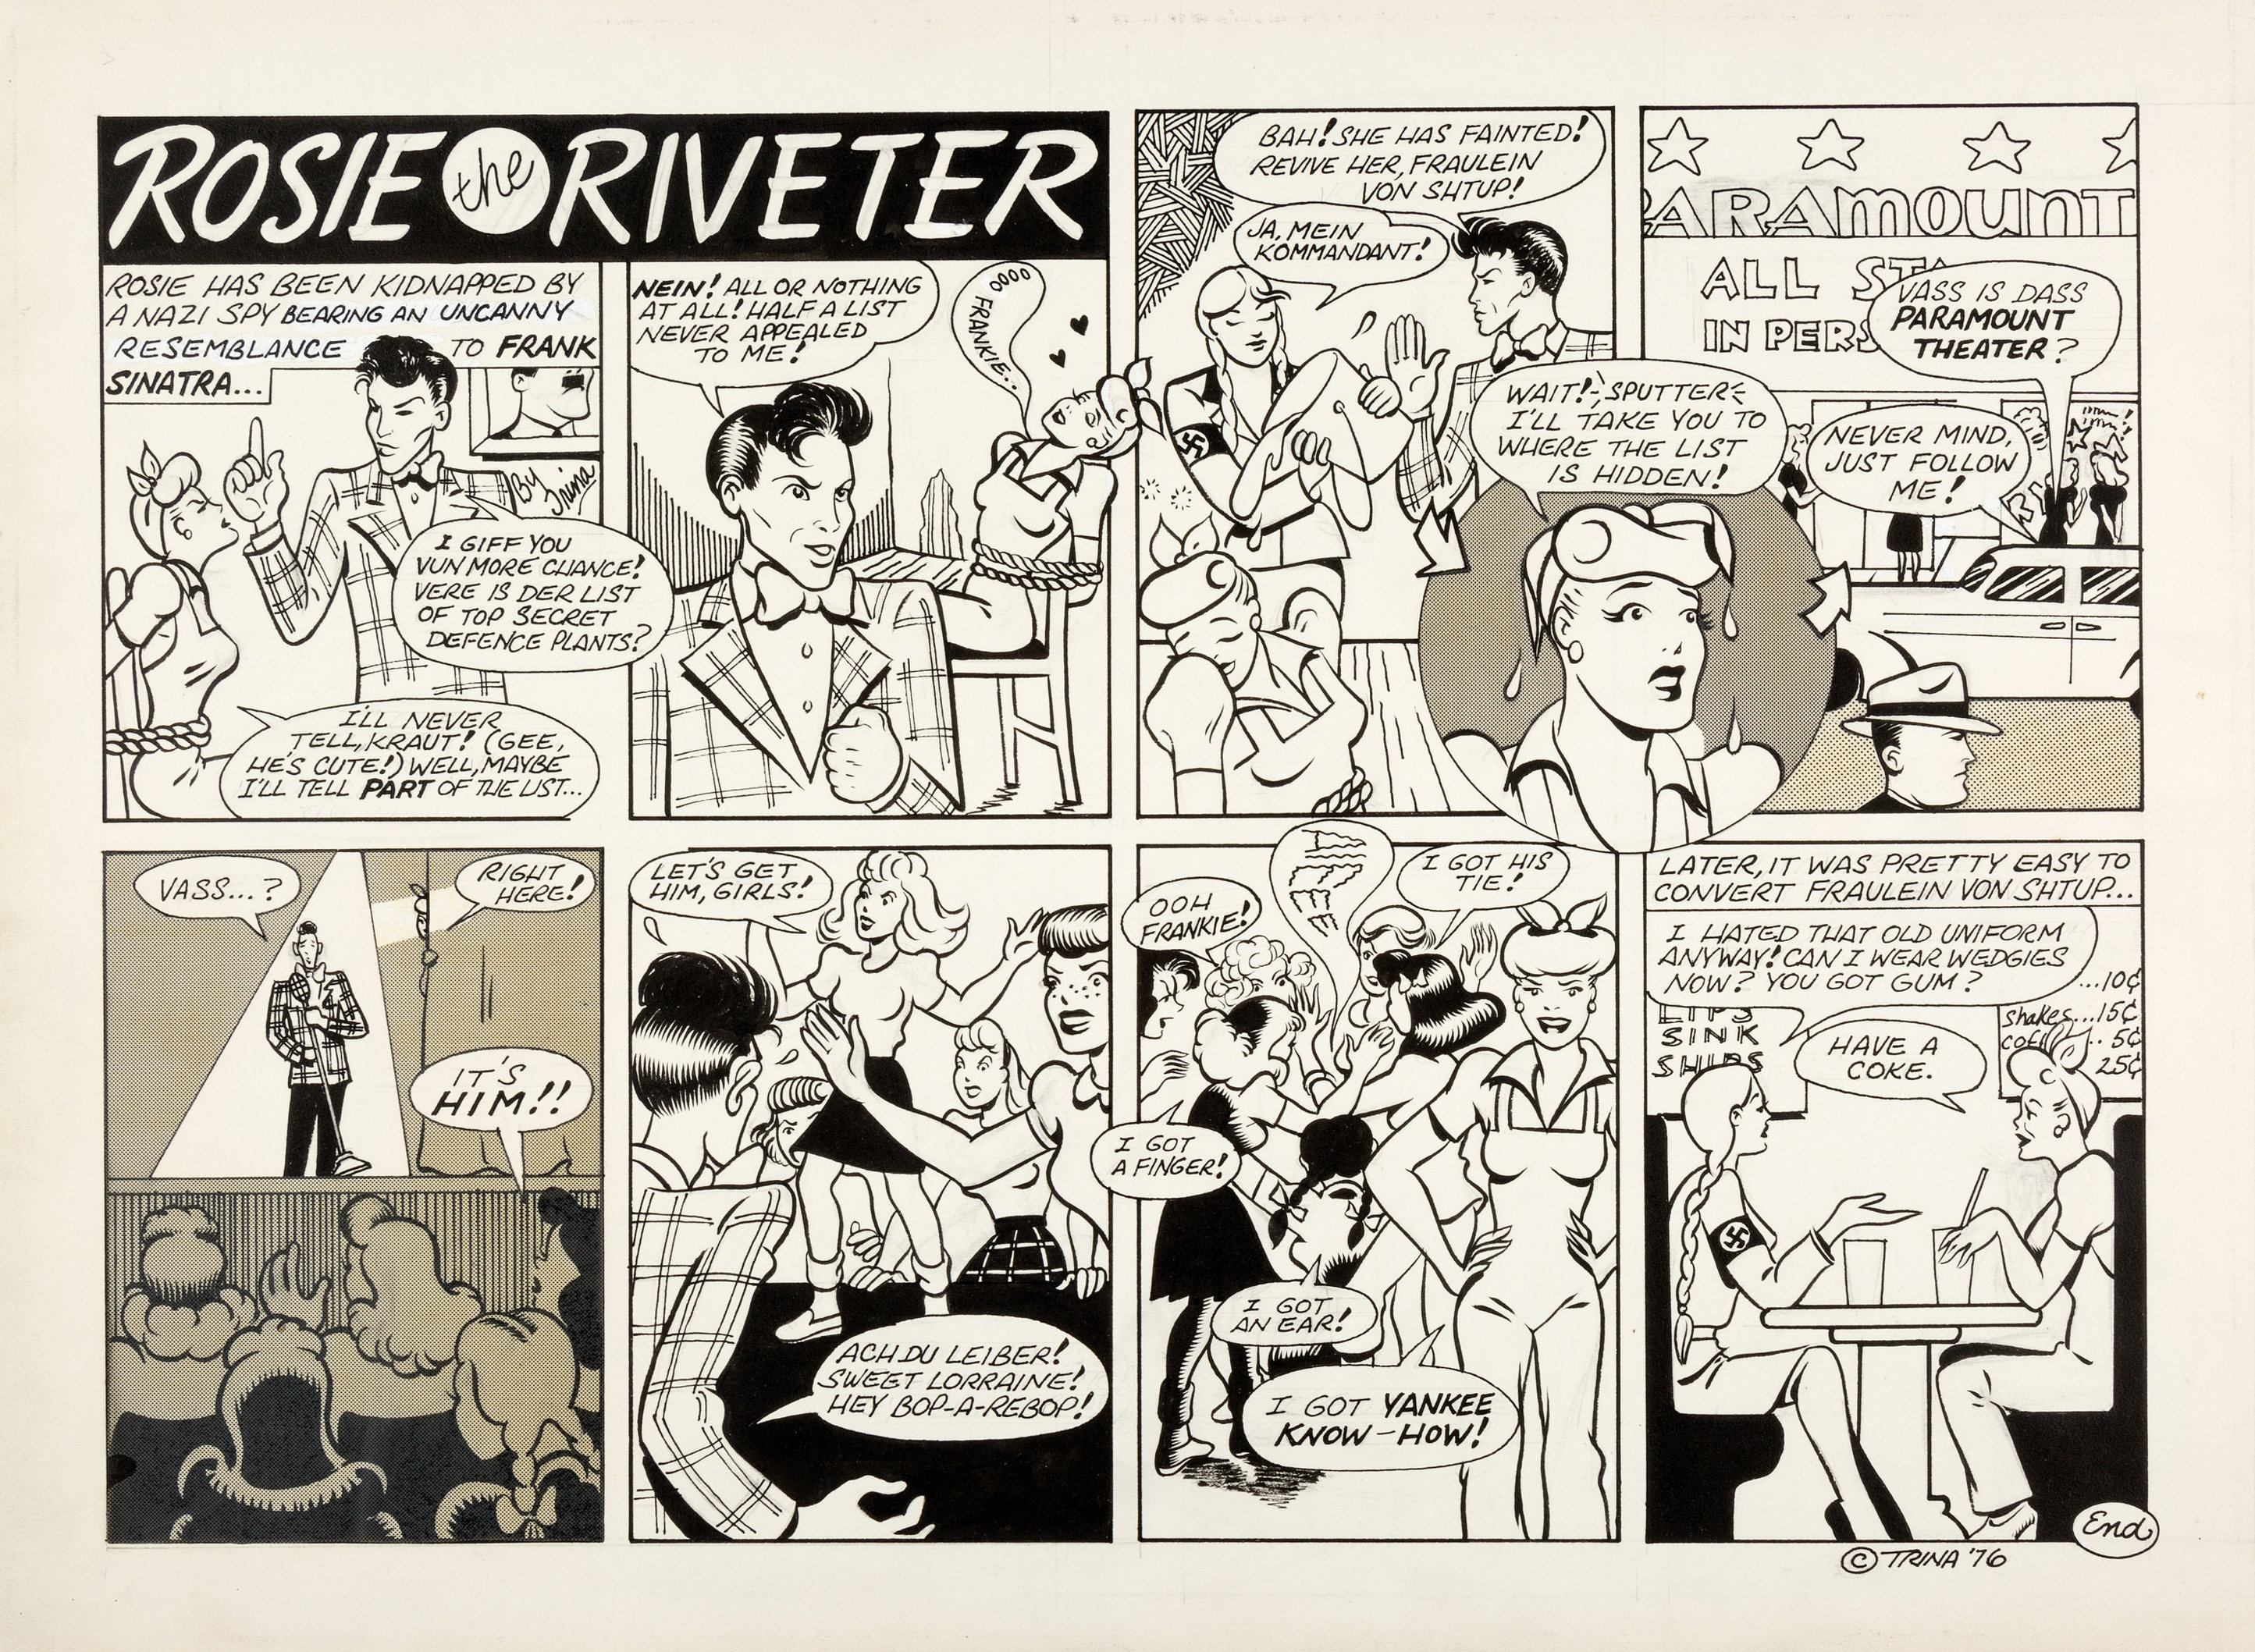 ROSIE the RIVETER
ROSIE HAS BEEN KIDNAPPED BY
A NAZI SPY BEARING AN UNCANNY
RESEMBLANCE TO FRANK
SINATRA...
By
Trina
I GIFF YOU
VUN MORE CHANCE!
VERE IS DER LIST
OF TOP SECRET
DEFENCE PLANTS?
I'LL NEVER
TELL, KRAUT! (GEE,
HE'S CUTE!) WELL, MAYBE
I'LL TELL PART OF THE LIST...
NEIN! ALL OR NOTHING
AT ALL! HALF A LIST
NEVER APPEALED
TO ME!
OOOO
FRANKIE...
BAH! SHE HAS FAINTED!
REVIVE HER, FRAULEIN
VON SHTUP!
JA, MEIN
KOMMANDANT!
WAIT! SPUTTER
I'LL TAKE YOU TO
WHERE THE LIST
IS HIDDEN!
PARAMOUNT
ALL STA
IN PERS
VASS IS DASS
PARAMOUNT
THEATER?
NEVER MIND,
JUST FOLLOW
ME!
VASS...?
RIGHT
HERE!
IT'S
HIM!!
LET'S GET
HIM, GIRLS!
ACH DU LEIBER!
SWEET LORRAINE!
HEY BOP-A-REBOP!
OOH
FRANKIE!
I GOT HIS
TIE!
I GOT
A FINGER!
I GOT
AN EAR!
I GOT YANKEE
KNOW-HOW!
LATER, IT WAS PRETTY EASY TO
CONVERT FRAULEIN VON SHTUP...
I HATED THAT OLD UNIFORM
ANYWAY! CAN I WEAR WEDGIES
NOW? YOU GOT GUM?
LIPS
SINK
SHIPS
...10¢
Shakes...15¢
cof .. 5¢
25¢
HAVE A
COKE.
End
© TRINA '76